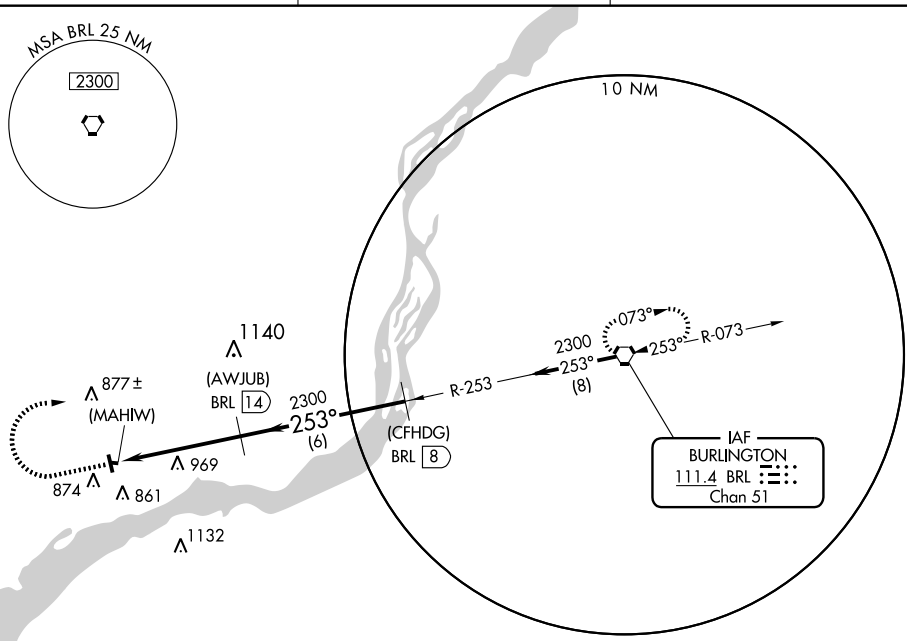 MSA BRL 25 NM
2300
10 NM
073°
253°
R-073
2300
253°
(8)
R-253
1140
(AWJUB)
BRL 14
2300
253°
(6)
(CFHDG)
BRL 8
877±
(MAHIW)
969
874
861
1132
IAF
BURLINGTON
111.4 BRL
Chan 51